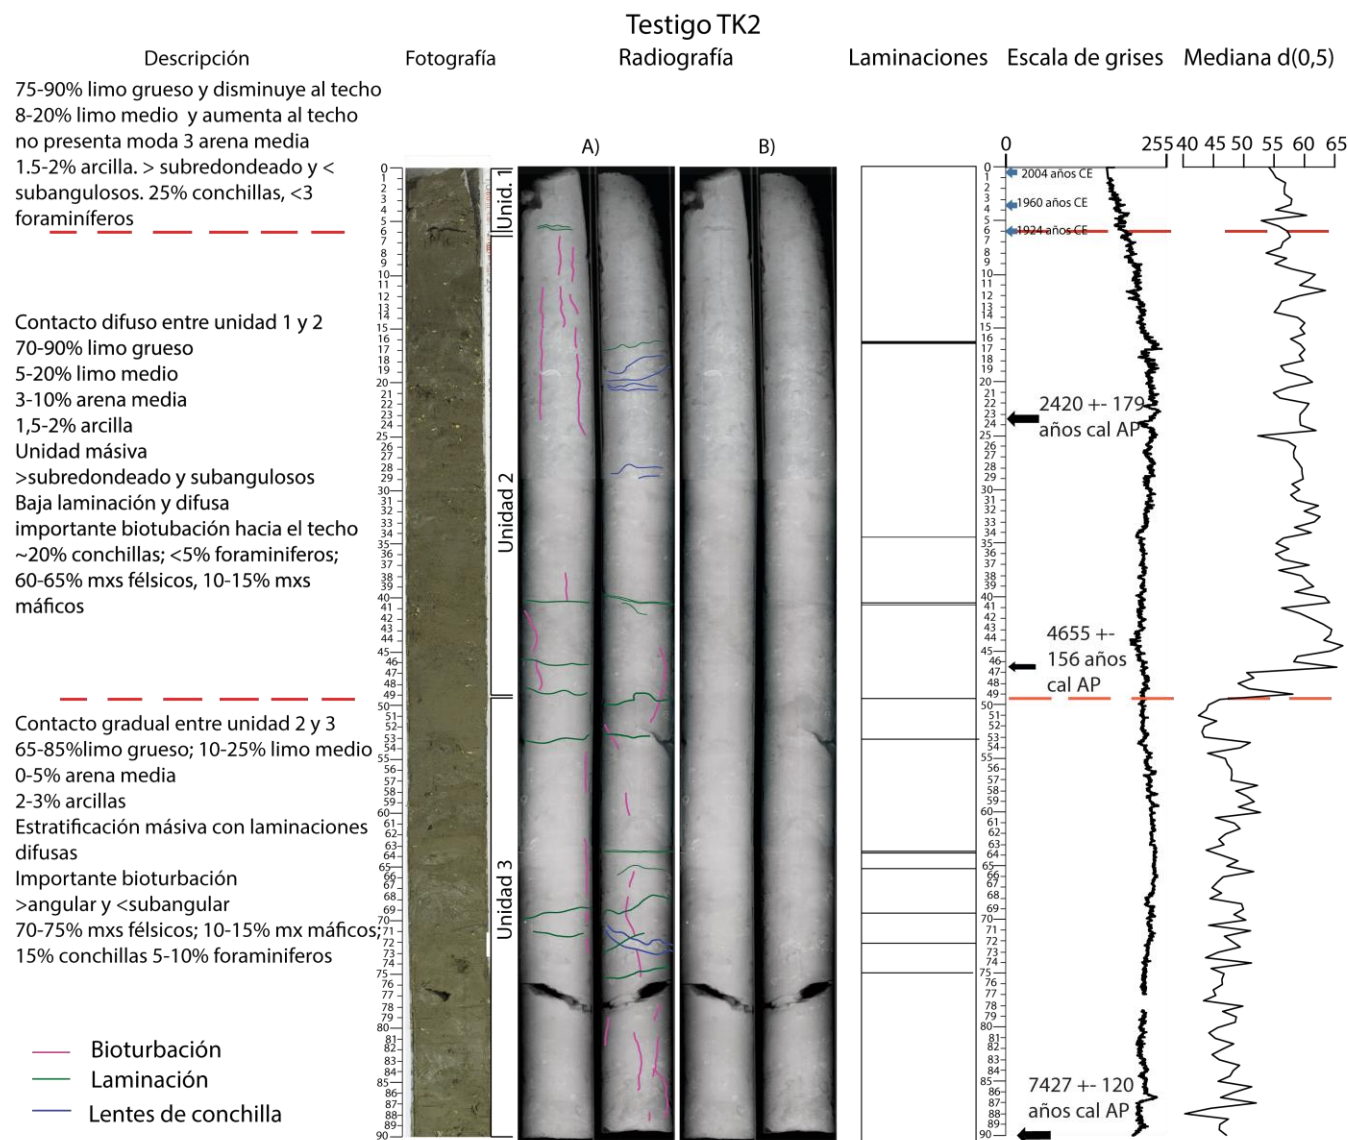 Testigo TK2
Descripción
Fotografía
Radiografía
Laminaciones
Escala de grises
Mediana d(0,5)
75-90% limo grueso y disminuye al techo
8-20% limo medio y aumenta al techo
no presenta moda 3 arena media
1.5-2% arcilla. > subredondeado y <
subangulosos. 25% conchillas, <3
foraminíferos
Contacto difuso entre unidad 1 y 2
70-90% limo grueso
5-20% limo medio
3-10% arena media
1,5-2% arcilla
Unidad másiva
>subredondeado y subangulosos
Baja laminación y difusa
importante biotubación hacia el techo
~20% conchillas; <5% foraminiferos;
60-65% mxs félsicos, 10-15% mxs
máficos
Contacto gradual entre unidad 2 y 3
65-85%limo grueso; 10-25% limo medio
0-5% arena media
2-3% arcillas
Estratificación másiva con laminaciones
difusas
Importante bioturbación
>angular y <subangular
70-75% mxs félsicos; 10-15% mx máficos;
15% conchillas 5-10% foraminiferos
Bioturbación
Laminación
Lentes de conchilla
A)
B)
Unid. 1
Unidad 2
Unidad 3
0 255
40 45 50 55 60 65
2004 años CE
1960 años CE
1924 años CE
2420 +- 179
años cal AP
4655 +-
156 años
cal AP
7427 +- 120
años cal AP